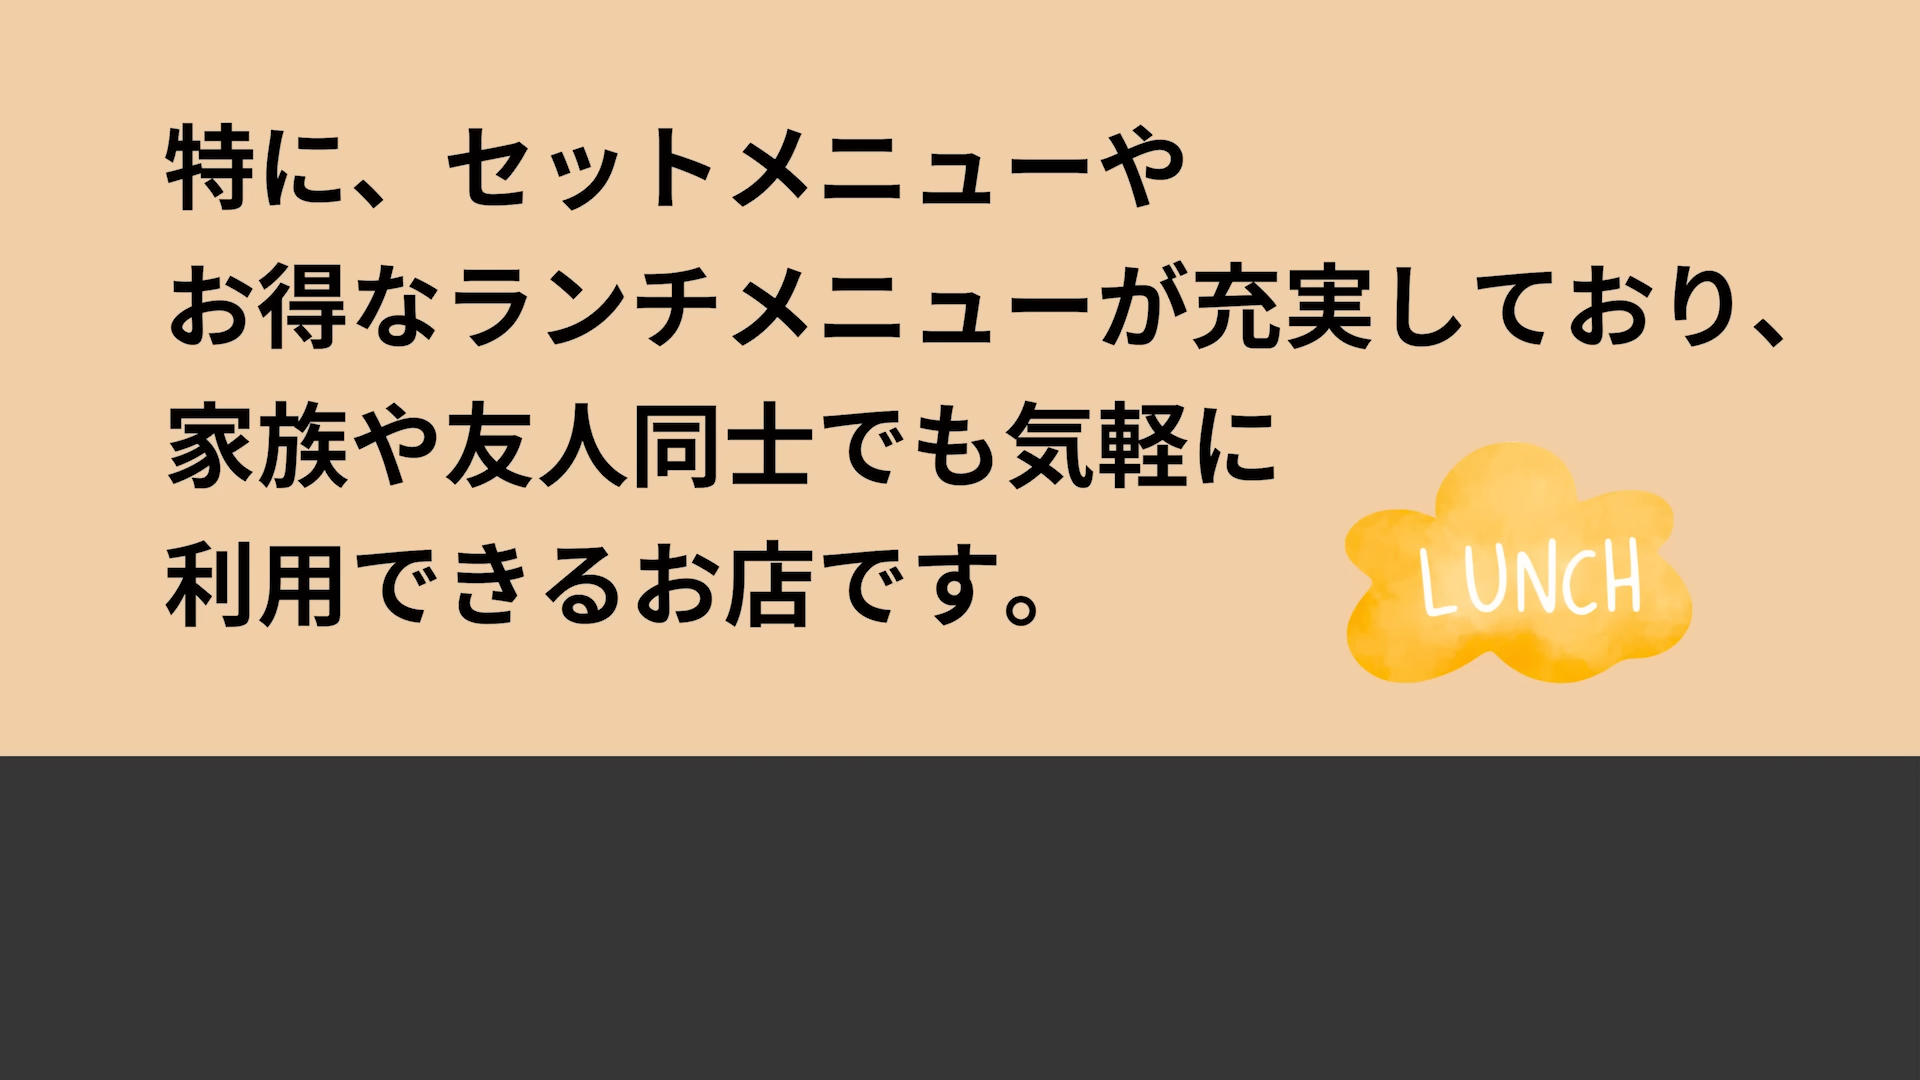 特に、セットメニューや
お得なランチメニューが充実しており、
家族や友人同士でも気軽に
利用できるお店です。
LUNCH